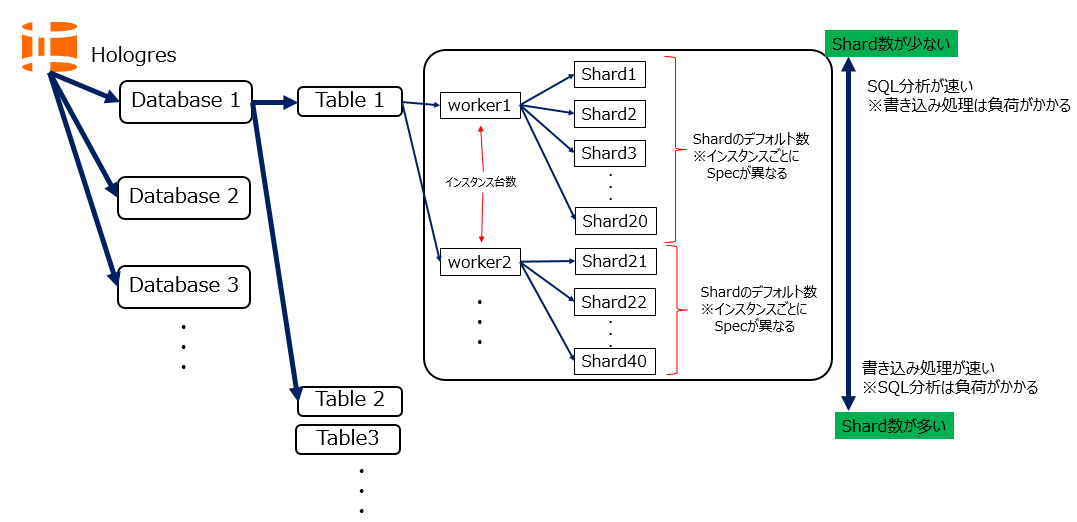 Hologres
Database 1
Database 2
Database 3
Table 1
Table 2
Table3
worker1
インスタンス台数
worker2
Shard1
Shard2
Shard3
Shard20
Shard21
Shard22
Shard40
Shardのデフォルト数
※インスタンスごとに
Specが異なる
Shardのデフォルト数
※インスタンスごとに
Specが異なる
Shard数が少ない
SQL分析が速い
※書き込み処理は負荷がかかる
書き込み処理が速い
※SQL分析は負荷がかかる
Shard数が多い